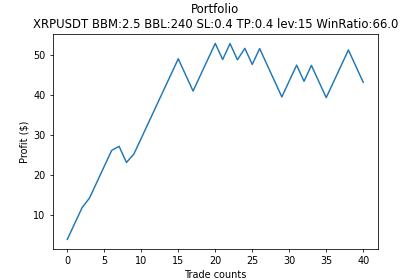 Portfolio
XRPUSDT BBM:2.5 BBL:240 SL:0.4 TP:0.4 lev:15 WinRatio:66.0
50
40
30
20
10
Profit ($)
0 5 10 15 20 25 30 35 40
Trade counts